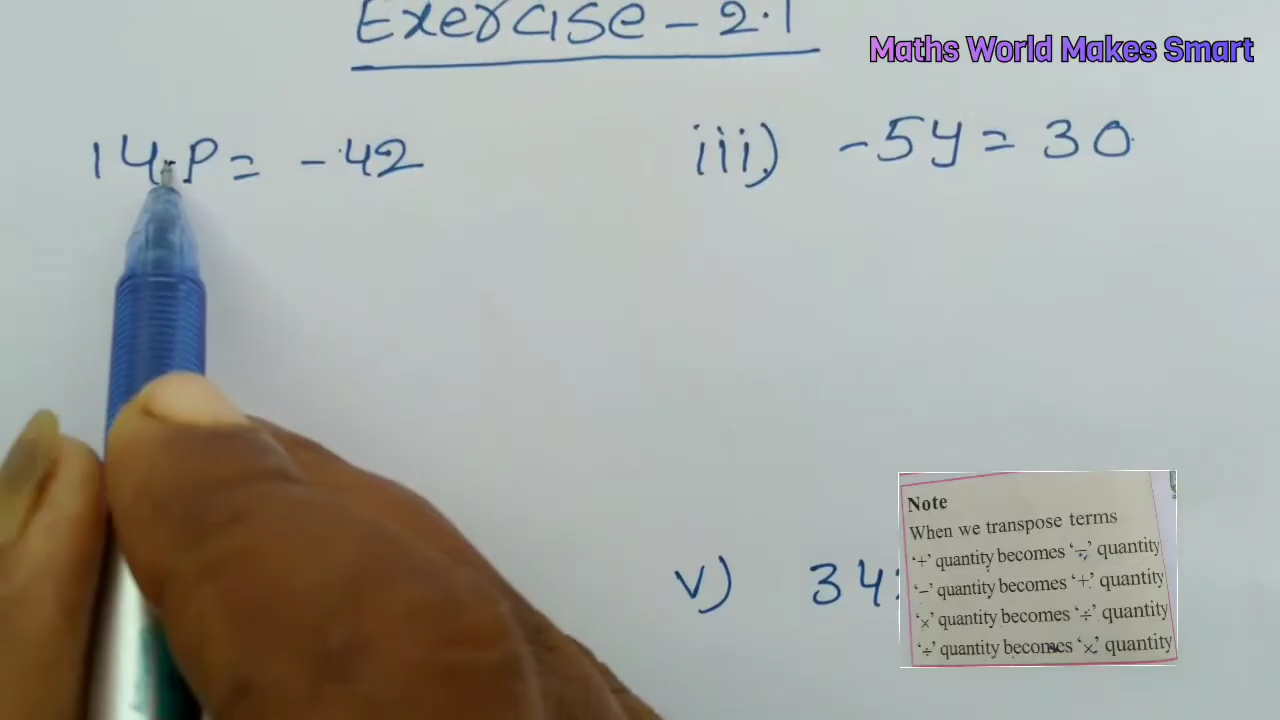 Exercise - 2.1
Maths World Makes Smart
14P = -42
iii) -5y = 30
v) 34
Note
When we transpose terms
‘+’ quantity becomes ‘−’ quantity
‘−’ quantity becomes ‘+’ quantity
‘×’ quantity becomes ‘÷’ quantity
‘÷’ quantity becomes ‘×’ quantity